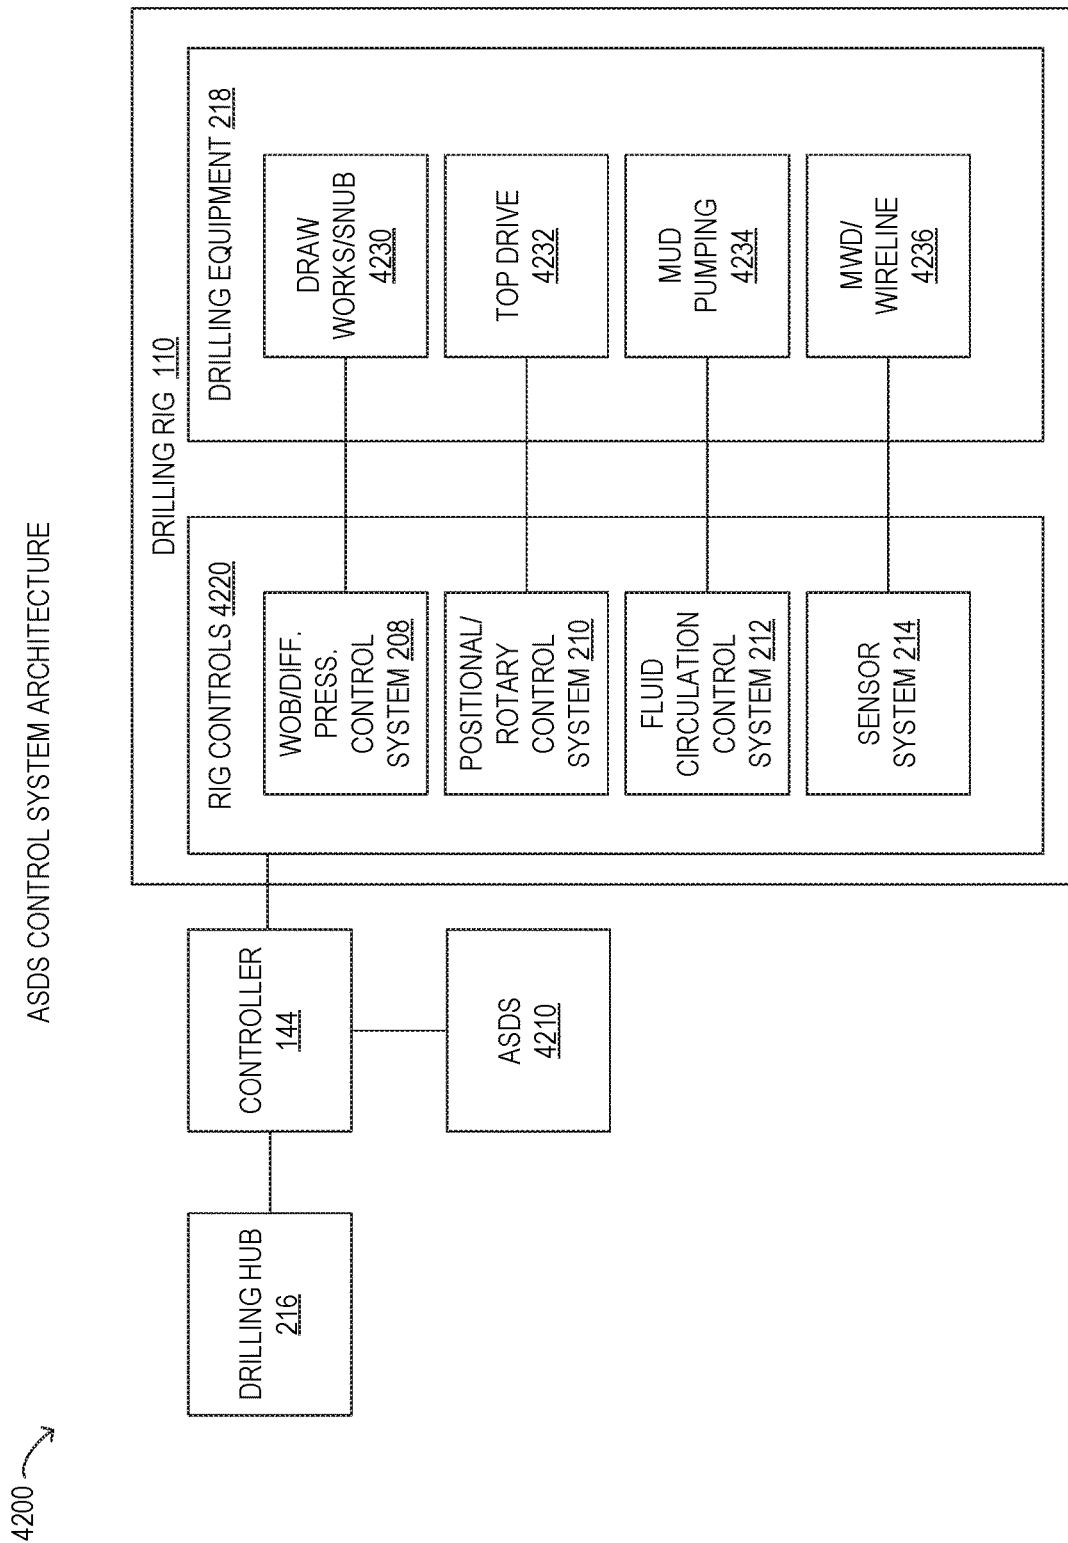 4200
ASDS CONTROL SYSTEM ARCHITECTURE
DRILLING HUB
216
CONTROLLER
144
ASDS
4210
DRILLING RIG 110
RIG CONTROLS 4220
WOB/DIFF.
PRESS.
CONTROL
SYSTEM 208
POSITIONAL/
ROTARY
CONTROL
SYSTEM 210
FLUID
CIRCULATION
CONTROL
SYSTEM 212
SENSOR
SYSTEM 214
DRILLING EQUIPMENT 218
DRAW
WORKS/SNUB
4230
TOP DRIVE
4232
MUD
PUMPING
4234
MWD/
WIRELINE
4236